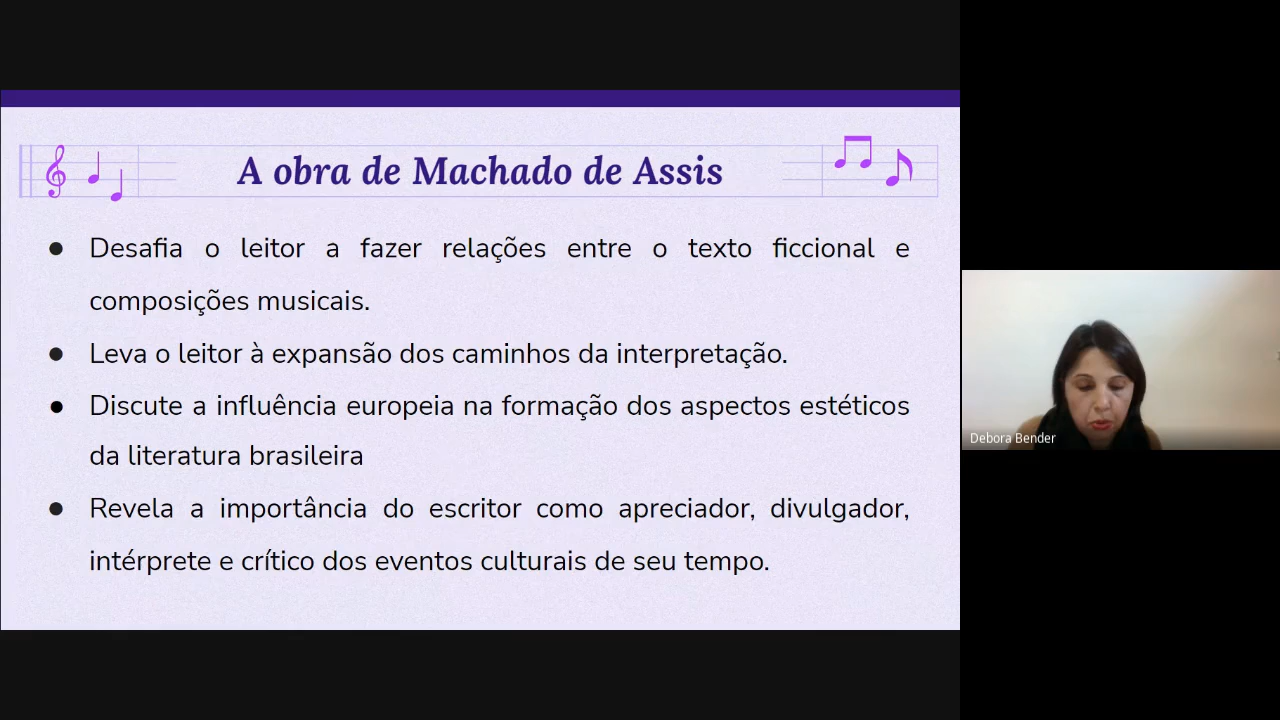 A obra de Machado de Assis
● Desafia o leitor a fazer relações entre o texto ficcional e
composições musicais.
● Leva o leitor à expansão dos caminhos da interpretação.
● Discute a influência europeia na formação dos aspectos estéticos
da literatura brasileira
● Revela a importância do escritor como apreciador, divulgador,
intérprete e crítico dos eventos culturais de seu tempo.
Debora Bender